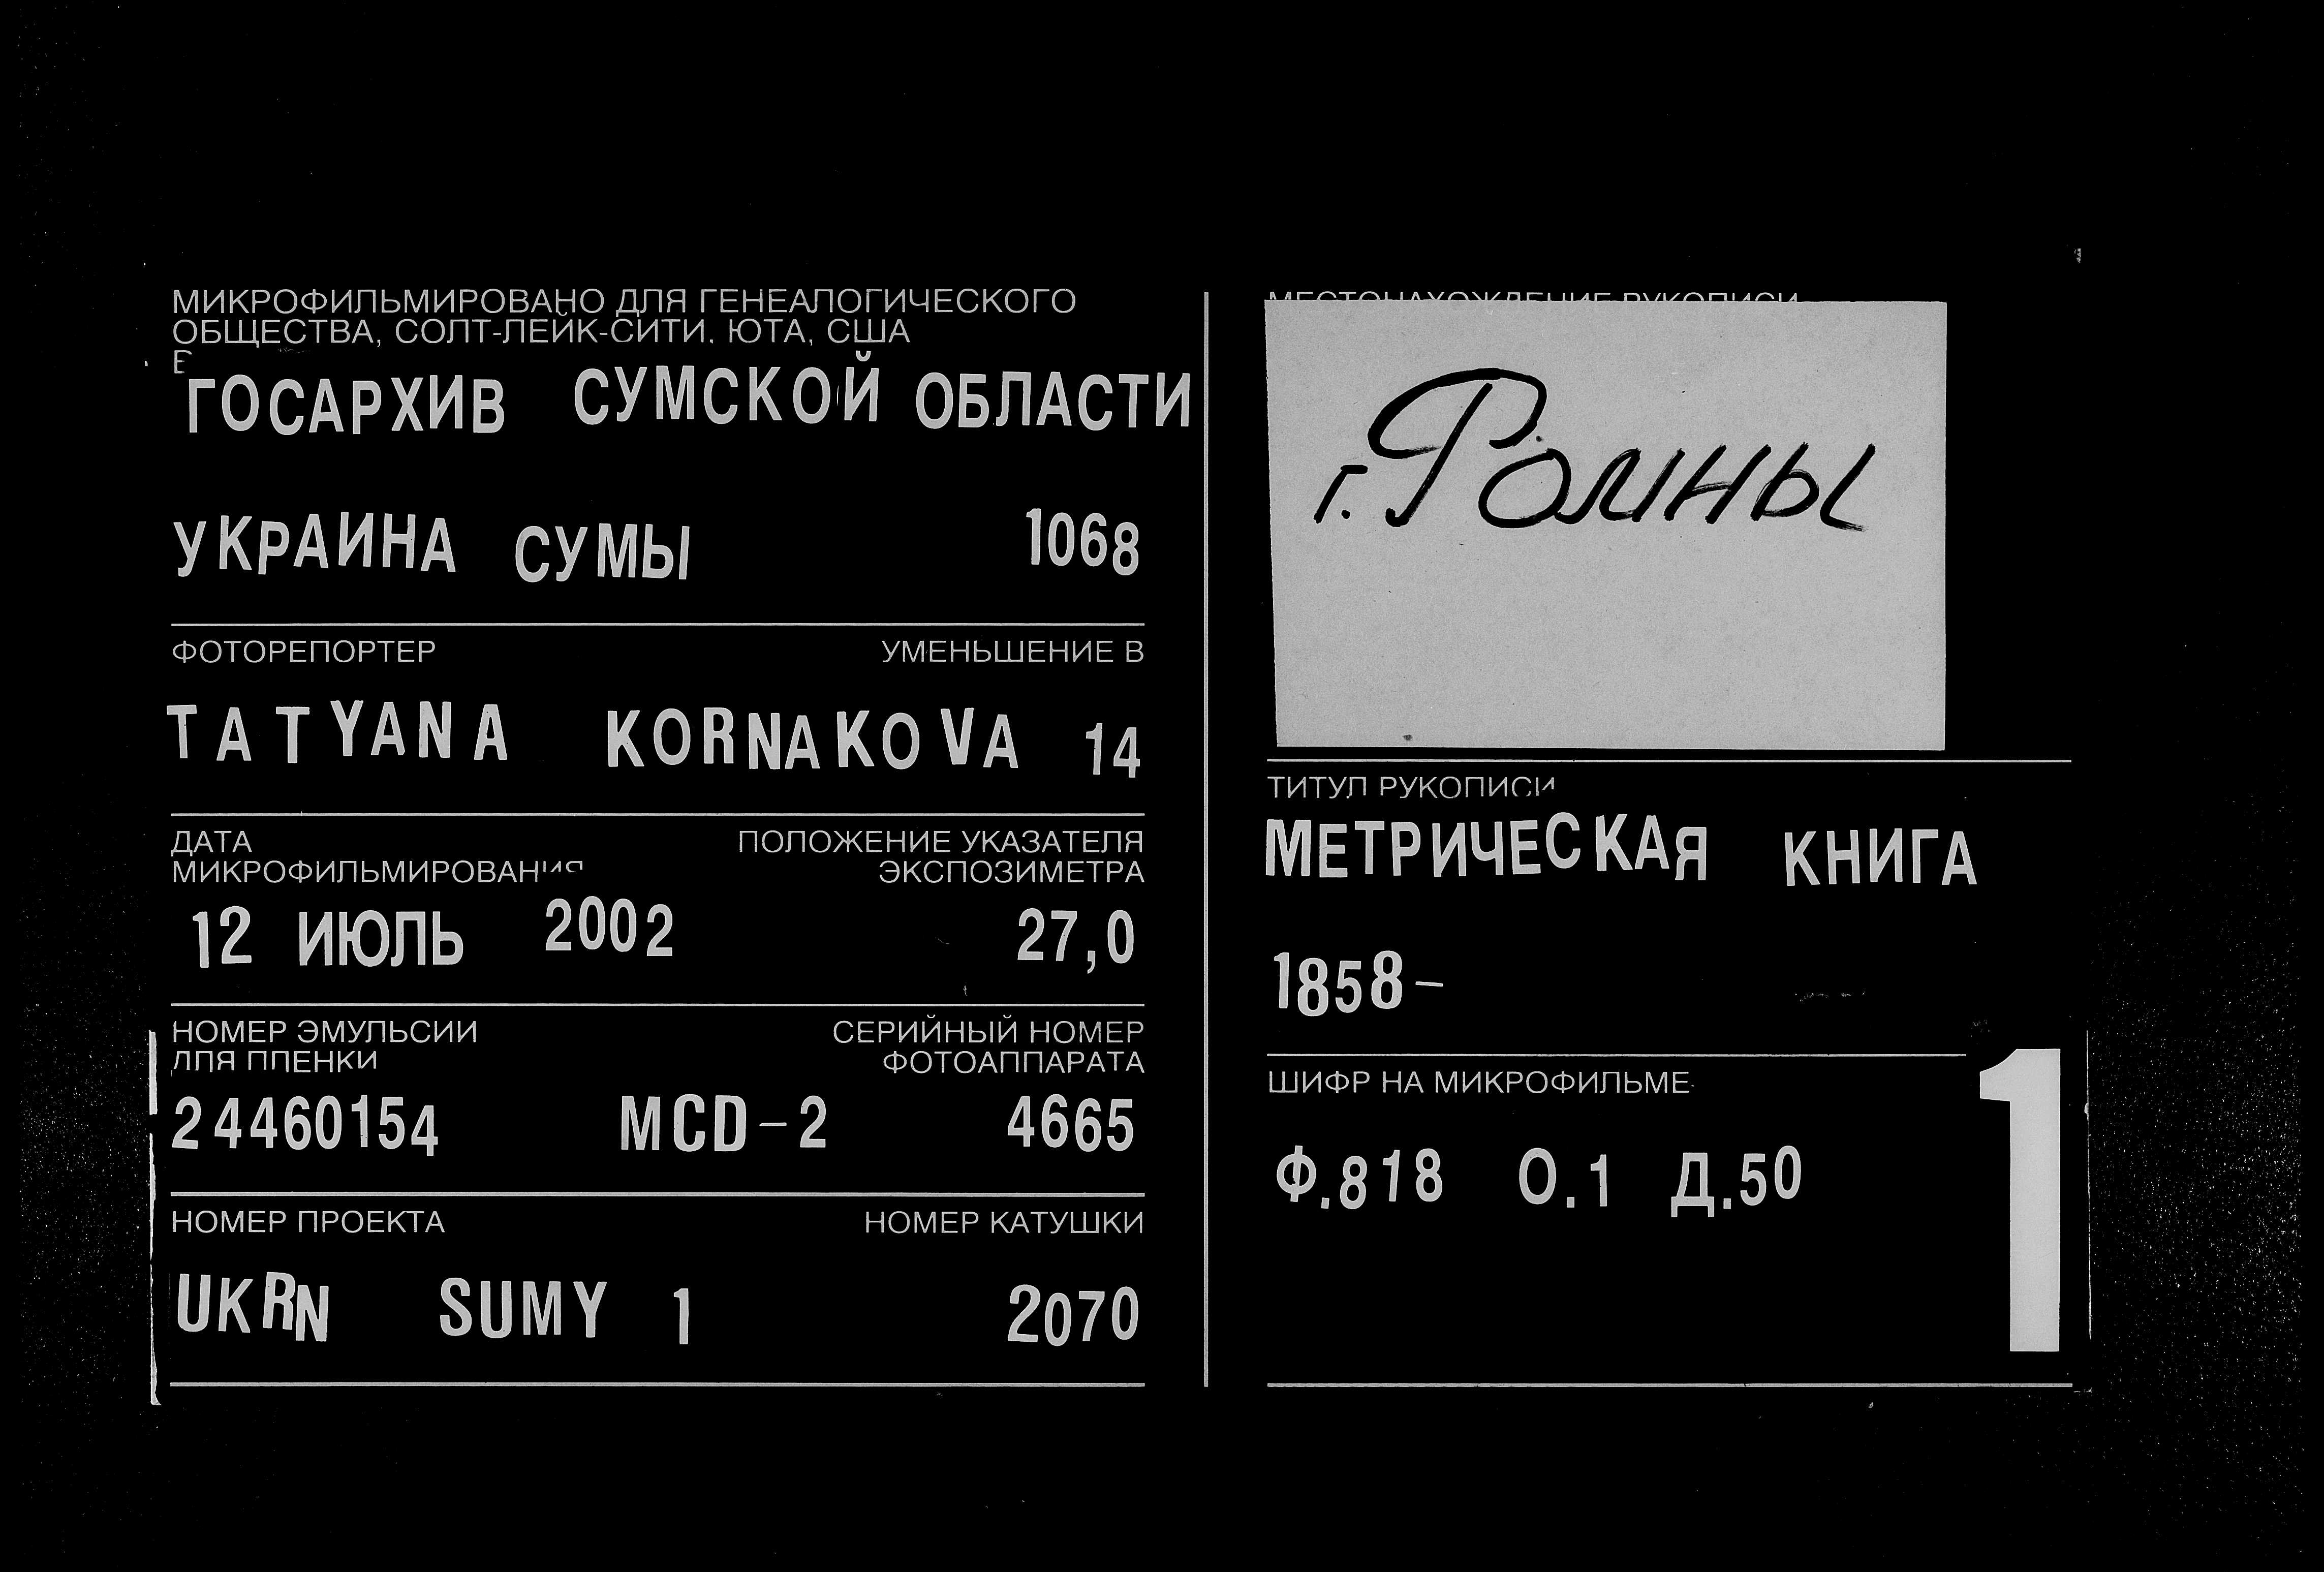 МИКРОФИЛЬМИРОВАНО ДЛЯ ГЕНЕАЛОГИЧЕСКОГО
ОБЩЕСТВА, СОЛТ-ЛЕЙК-СИТИ, ЮТА, США
В
ГОСАРХИВ СУМСКОЙ ОБЛАСТИ
УКРАИНА СУМЫ 1068
ФОТОРЕПОРТЕР УМЕНЬШЕНИЕ В
TATYANA KORNAKOVA 14
ДАТА ПОЛОЖЕНИЕ УКАЗАТЕЛЯ
МИКРОФИЛЬМИРОВАНИЯ ЭКСПОЗИМЕТРА
12 ИЮЛЬ 2002 27,0
НОМЕР ЭМУЛЬСИИ СЕРИЙНЫЙ НОМЕР
ДЛЯ ПЛЕНКИ ФОТОАППАРАТА
24460154 MCD-2 4665
НОМЕР ПРОЕКТА НОМЕР КАТУШКИ
UKRN SUMY 1 2070
МЕСТОНАХОЖДЕНИЕ РУКОПИСИ
г. Ромны
ТИТУЛ РУКОПИСИ
МЕТРИЧЕСКАЯ КНИГА
1858-
ШИФР НА МИКРОФИЛЬМЕ
Ф.818 О.1 Д.50
1